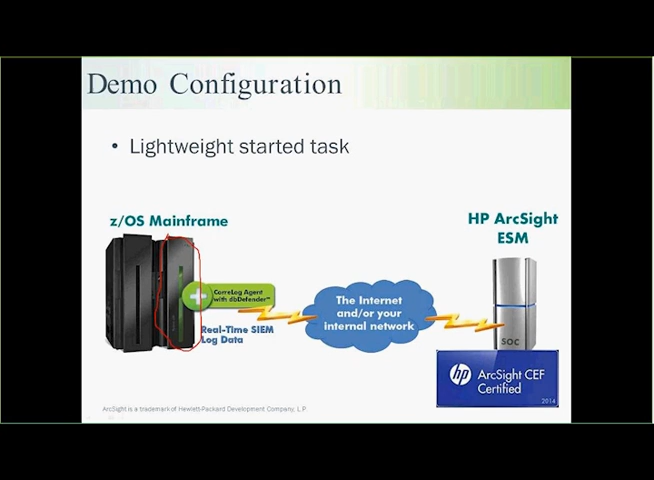 Demo Configuration
• Lightweight started task
z/OS Mainframe
HP ArcSight
ESM
CorreLog Agent
with dbDefender™
Real-Time SIEM
Log Data
The Internet
and/or your
internal network
SOC
hp
ArcSight CEF
Certified
2014
ArcSight is a trademark of Hewlett-Packard Development Company, L.P.